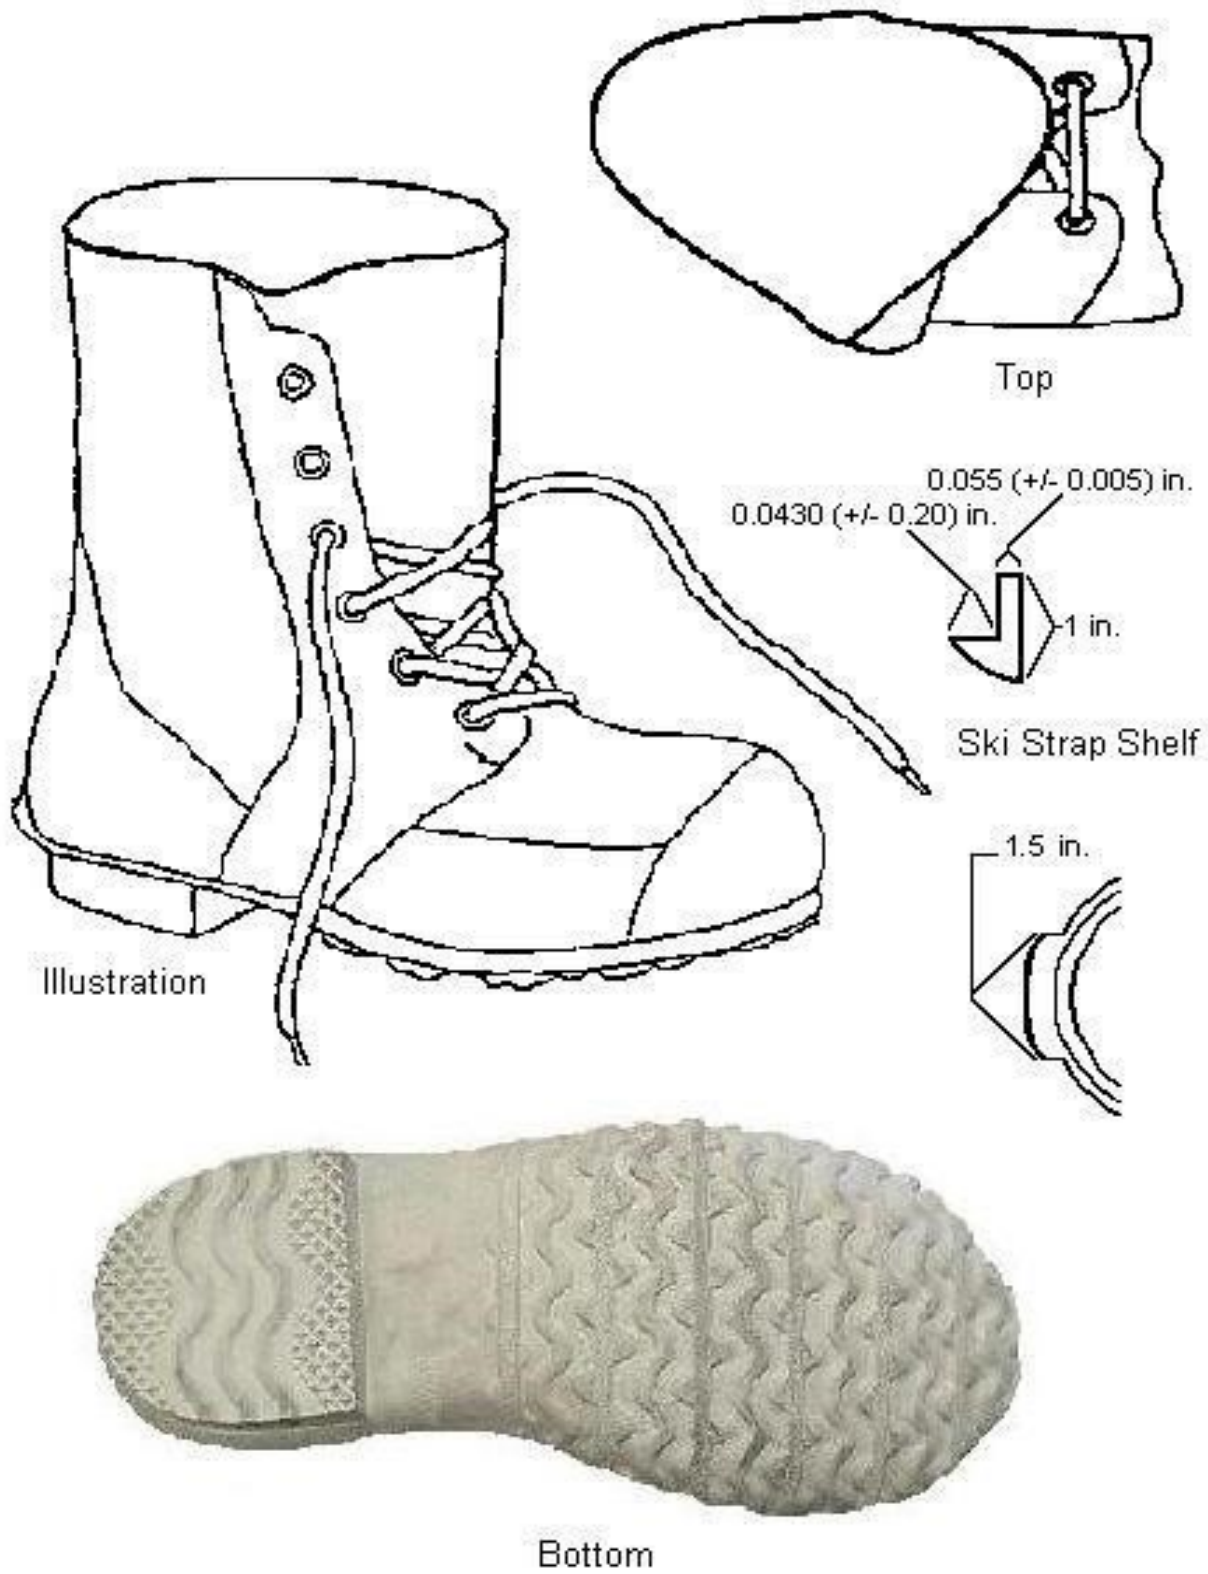 Top
0.055 (+/- 0.005) in.
0.0430 (+/- 0.20) in.
1 in.
Ski Strap Shelf
1.5 in.
Illustration
Bottom